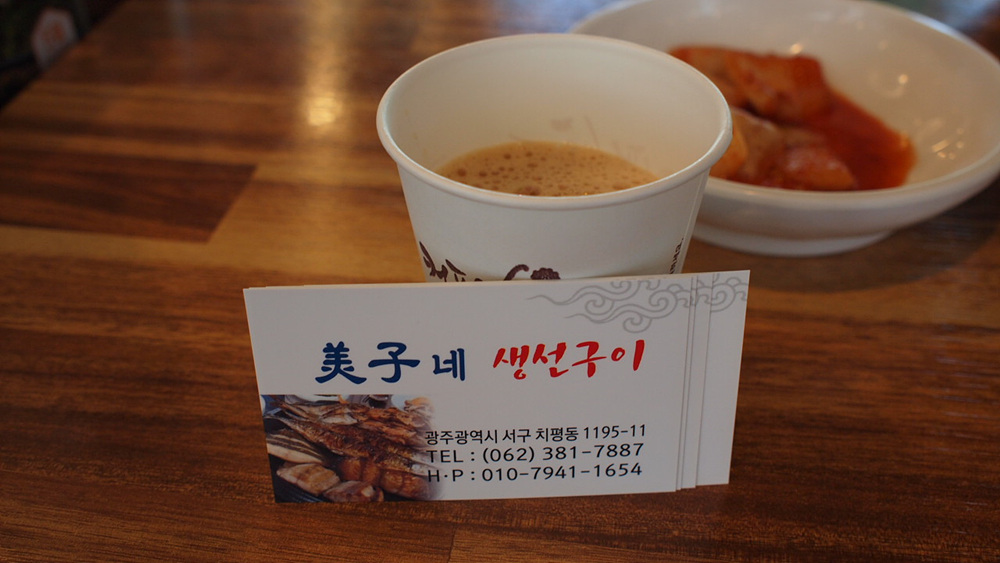 美子네 생선구이
광주광역시 서구 치평동 1195-11
TEL : (062) 381-7887
H·P : 010-7941-1654